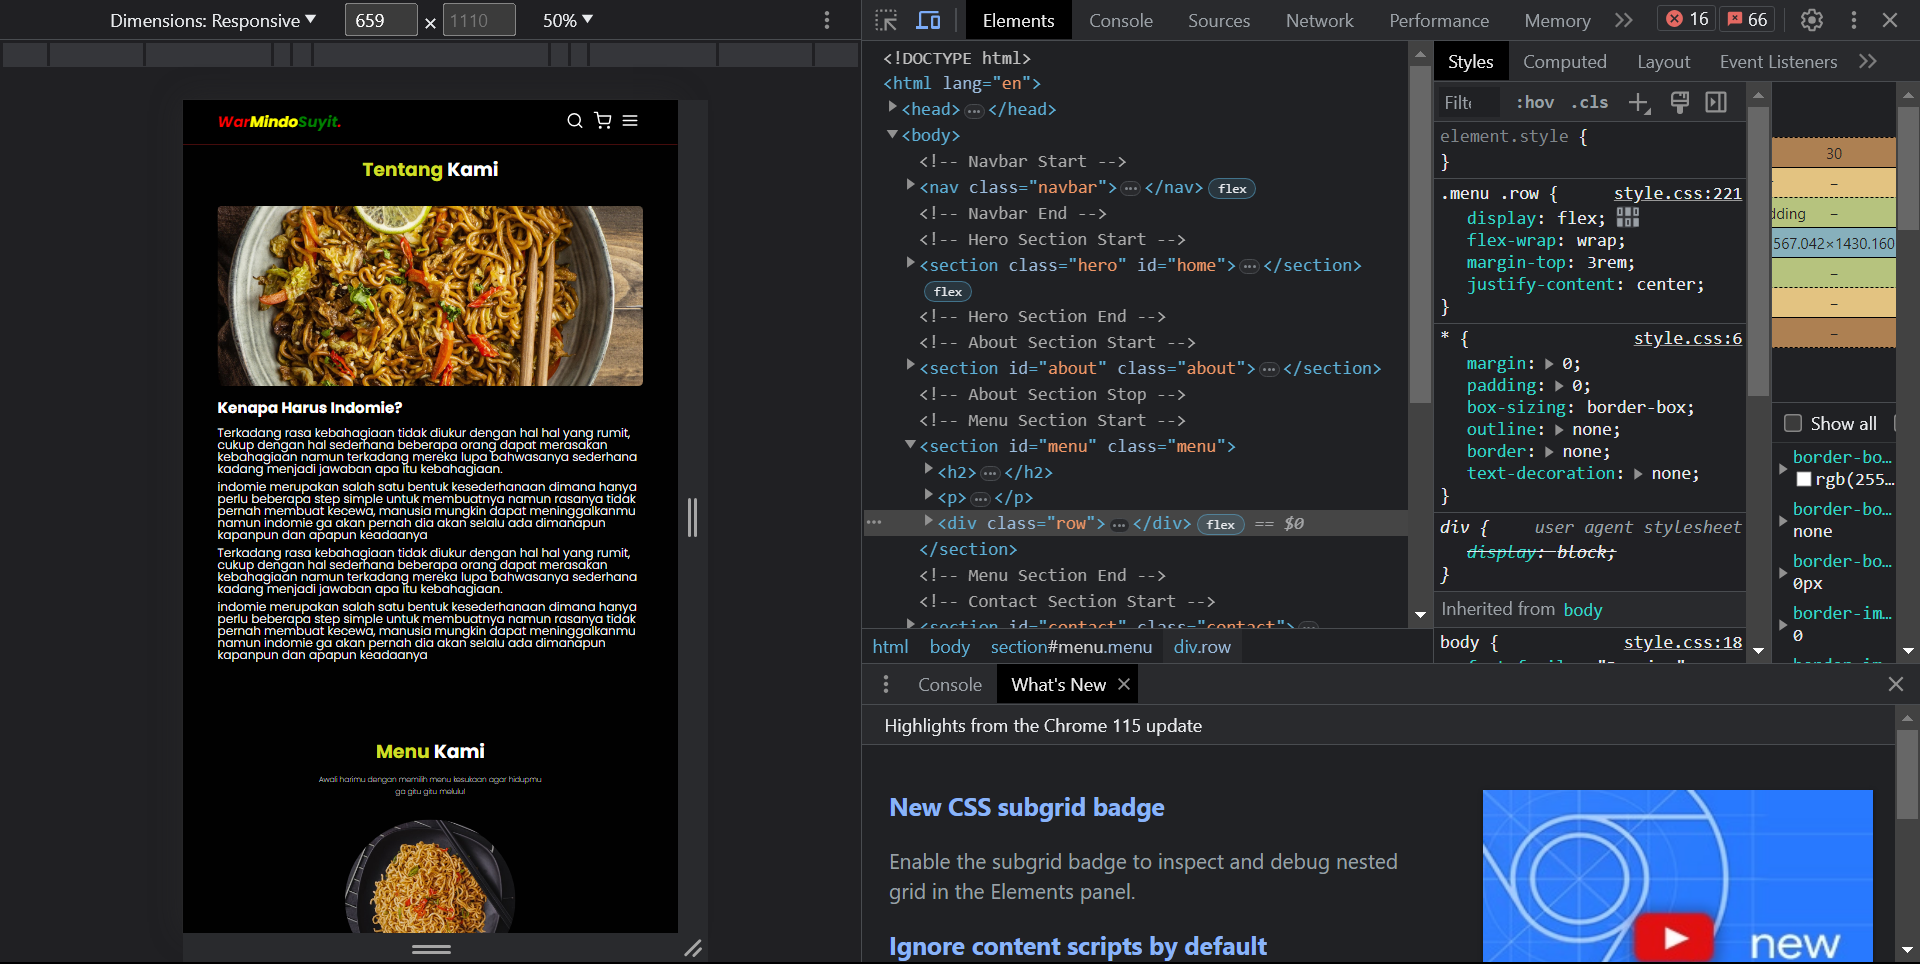 Dimensions: Responsive ▼ 659 × 1110 50% ▼
WarMindoSuyit.
Tentang Kami
Kenapa Harus Indomie?
Terkadang rasa kebahagiaan tidak diukur dengan hal hal yang rumit,
cukup dengan hal sederhana beberapa orang dapat merasakan
kebahagiaan namun terkadang mereka lupa bahwasanya sederhana
kadang menjadi jawaban apa itu kebahagiaan.
indomie merupakan salah satu bentuk kesederhanaan dimana hanya
perlu beberapa step simple untuk membuatnya namun rasanya tidak
pernah membuat kecewa, manusia mungkin dapat meninggalkanmu
namun indomie ga akan pernah dia akan selalu ada dimanapun
kapanpun dan apapun keadaanya
Terkadang rasa kebahagiaan tidak diukur dengan hal hal yang rumit,
cukup dengan hal sederhana beberapa orang dapat merasakan
kebahagiaan namun terkadang mereka lupa bahwasanya sederhana
kadang menjadi jawaban apa itu kebahagiaan.
indomie merupakan salah satu bentuk kesederhanaan dimana hanya
perlu beberapa step simple untuk membuatnya namun rasanya tidak
pernah membuat kecewa, manusia mungkin dapat meninggalkanmu
namun indomie ga akan pernah dia akan selalu ada dimanapun
kapanpun dan apapun keadaanya
Menu Kami
Awali harimu dengan memilih menu kesukaan agar hidupmu
ga gitu gitu melulu!
Elements Console Sources Network Performance Memory 16 66
<!DOCTYPE html>
<html lang="en">
<head> ... </head>
<body>
<!-- Navbar Start -->
<nav class="navbar"> ... </nav> flex
<!-- Navbar End -->
<!-- Hero Section Start -->
<section class="hero" id="home"> ... </section>
flex
<!-- Hero Section End -->
<!-- About Section Start -->
<section id="about" class="about"> ... </section>
<!-- About Section Stop -->
<!-- Menu Section Start -->
<section id="menu" class="menu">
<h2> ... </h2>
<p> ... </p>
... <div class="row"> ... </div> flex == $0
</section>
<!-- Menu Section End -->
<!-- Contact Section Start -->
<section id="contact" class="contact"> ...
html body section#menu.menu div.row
Styles Computed Layout Event Listeners
:hov .cls
element.style {
}
.menu .row { style.css:221
display: flex;
flex-wrap: wrap;
margin-top: 3rem;
justify-content: center;
}
* { style.css:6
margin: 0;
padding: 0;
box-sizing: border-box;
outline: none;
border: none;
text-decoration: none;
}
div { user agent stylesheet
display: block;
}
Inherited from body
body { style.css:18
30
–
dding –
567.042×1430.160
–
–
–
Show all
border-bo...
rgb(255...
border-bo...
none
border-bo...
0px
border-im...
0
Console What's New
Highlights from the Chrome 115 update
New CSS subgrid badge
Enable the subgrid badge to inspect and debug nested
grid in the Elements panel.
Ignore content scripts by default
new